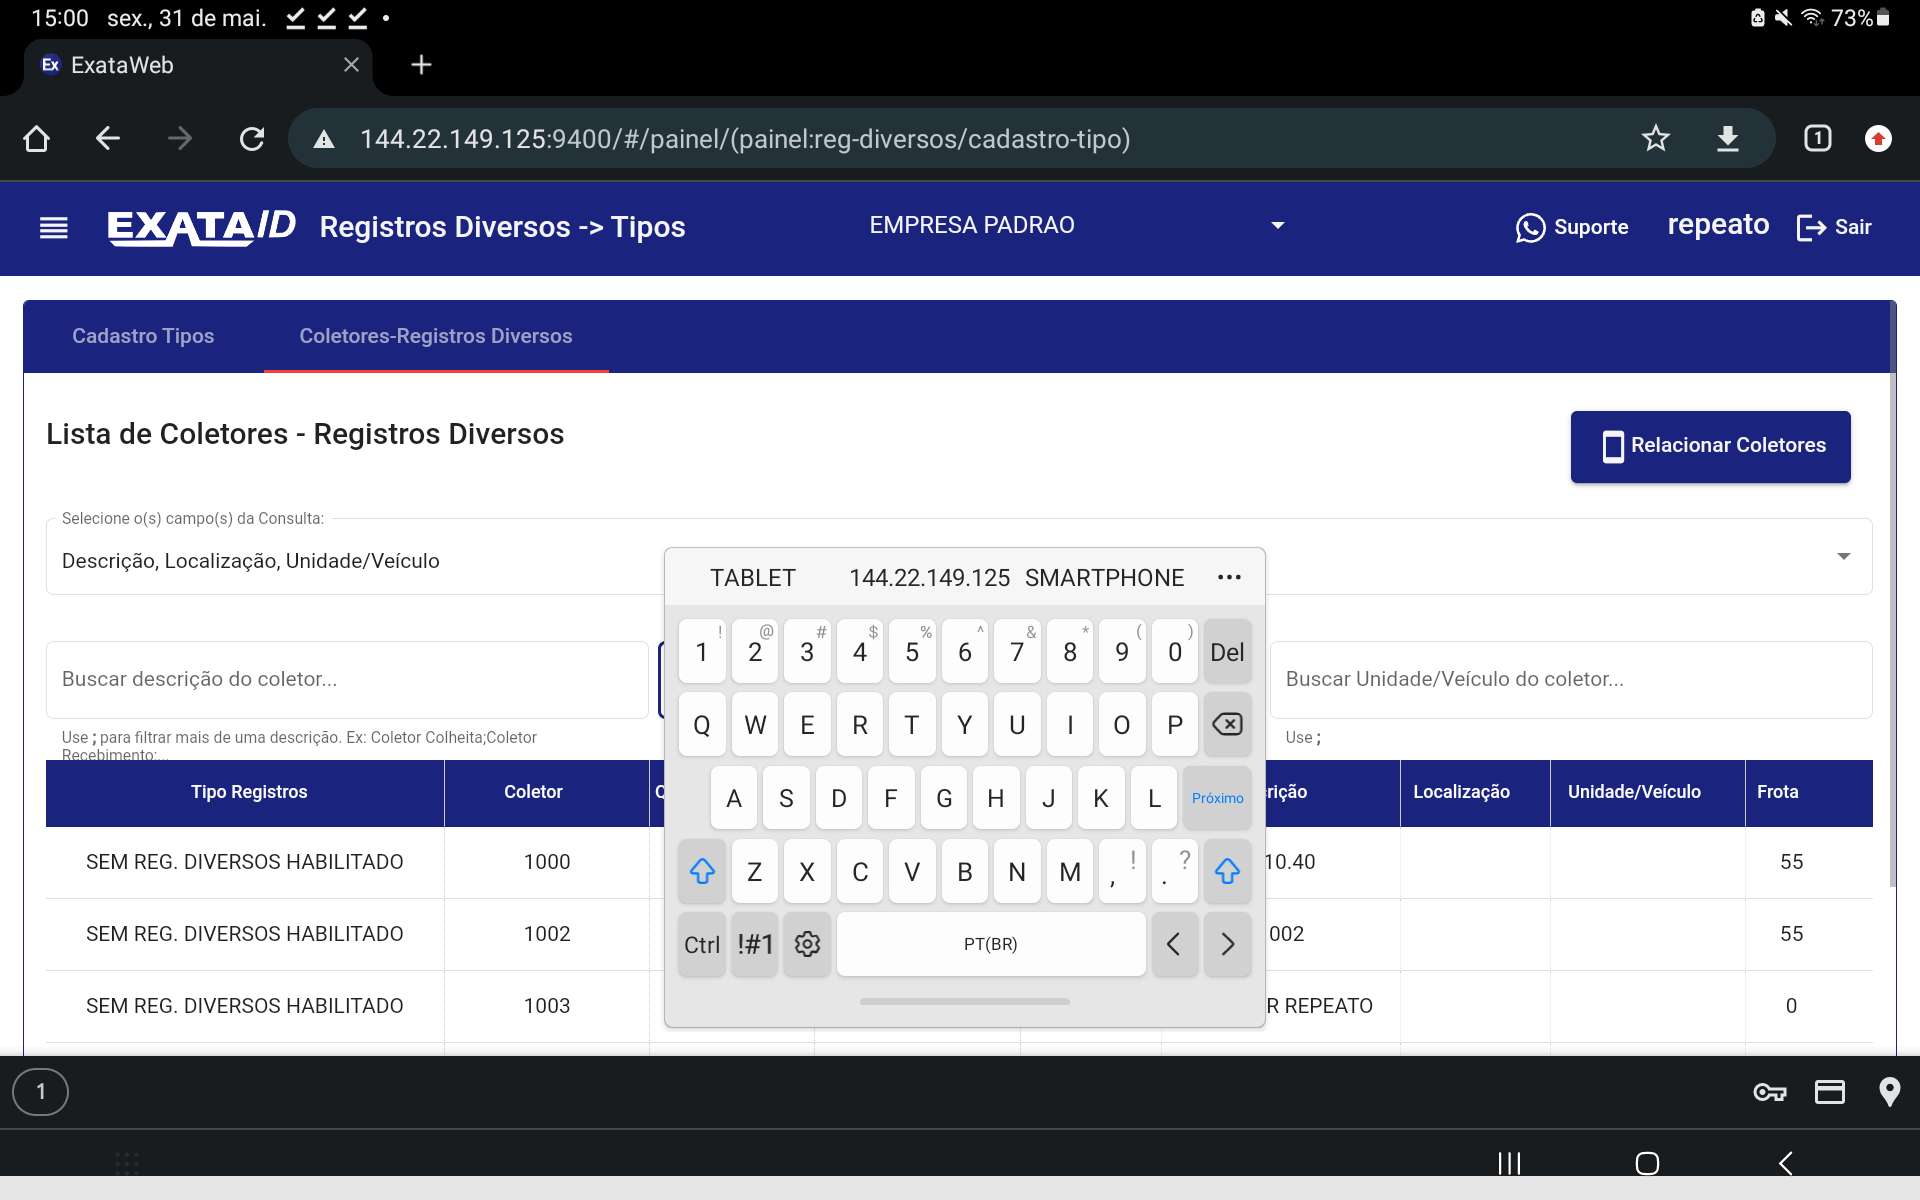 15:00 sex., 31 de mai. 73%
Ex ExataWeb
144.22.149.125:9400/#/painel/(painel:reg-diversos/cadastro-tipo) 1
EXATA/D Registros Diversos -> Tipos EMPRESA PADRAO Suporte repeato Sair
Cadastro Tipos Coletores-Registros Diversos
Lista de Coletores - Registros Diversos
Relacionar Coletores
Selecione o(s) campo(s) da Consulta:
Descrição, Localização, Unidade/Veículo
TABLET 144.22.149.125 SMARTPHONE ...
! @ # $ % ^ & * ( )
1 2 3 4 5 6 7 8 9 0 Del
Buscar descrição do coletor... Buscar Unidade/Veículo do coletor...
Q W E R T Y U I O P
Use ; para filtrar mais de uma descrição. Ex: Coletor Colheita;Coletor
Recebimento;...
Use ;
Tipo Registros Coletor rição Localização Unidade/Veículo Frota
A S D F G H J K L Próximo
SEM REG. DIVERSOS HABILITADO 1000 10.40 55
Z X C V B N M , ! . ?
SEM REG. DIVERSOS HABILITADO 1002 002 55
Ctrl !#1 PT(BR) < >
SEM REG. DIVERSOS HABILITADO 1003 R REPEATO 0
1